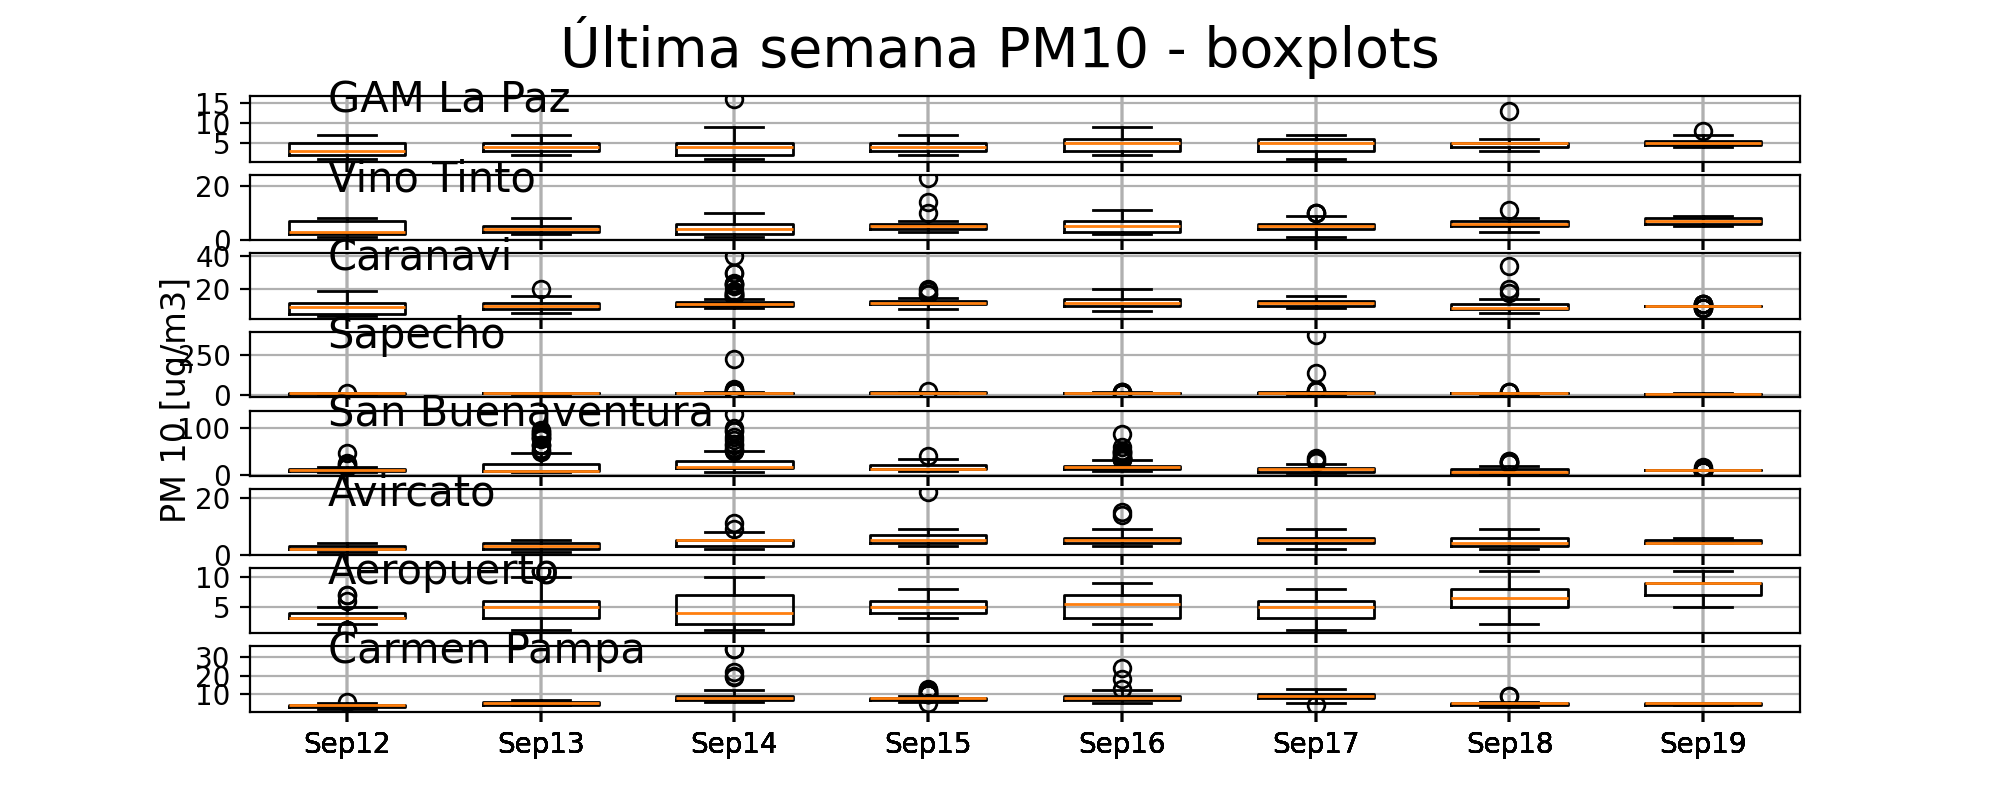 Última semana PM10 - boxplots
GAM La Paz
15
10
5
Vino Tinto
20
0
Caranavi
40
20
Sapecho
250
0
PM 10 [ug/m3]
San Buenaventura
100
0
Avircato
20
0
Aeropuerto
10
5
Carmen Pampa
30
20
10
Sep12 Sep13 Sep14 Sep15 Sep16 Sep17 Sep18 Sep19